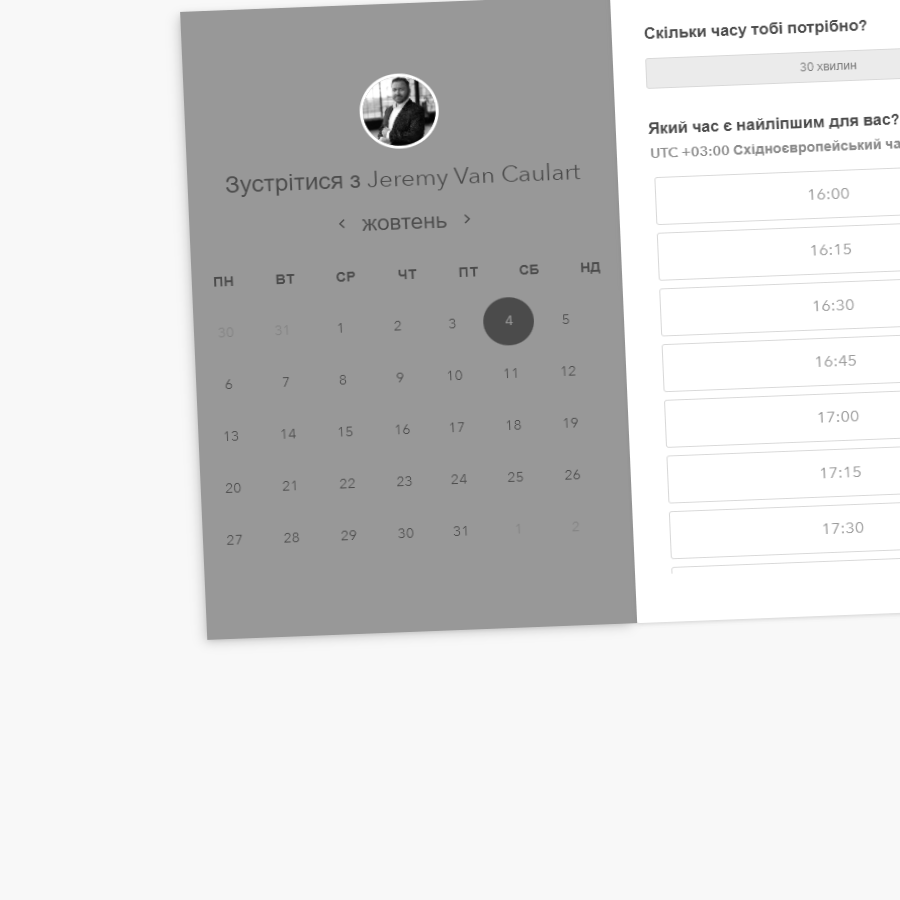 Зустрітися з Jeremy Van Caulart
жовтень
ПН ВТ СР ЧТ ПТ СБ НД
30 31 1 2 3 4 5
6 7 8 9 10 11 12
13 14 15 16 17 18 19
20 21 22 23 24 25 26
27 28 29 30 31 1 2
Скільки часу тобі потрібно?
30 хвилин
Який час є найліпшим для вас?
UTC +03:00 Східноєвропейський ча
16:00
16:15
16:30
16:45
17:00
17:15
17:30